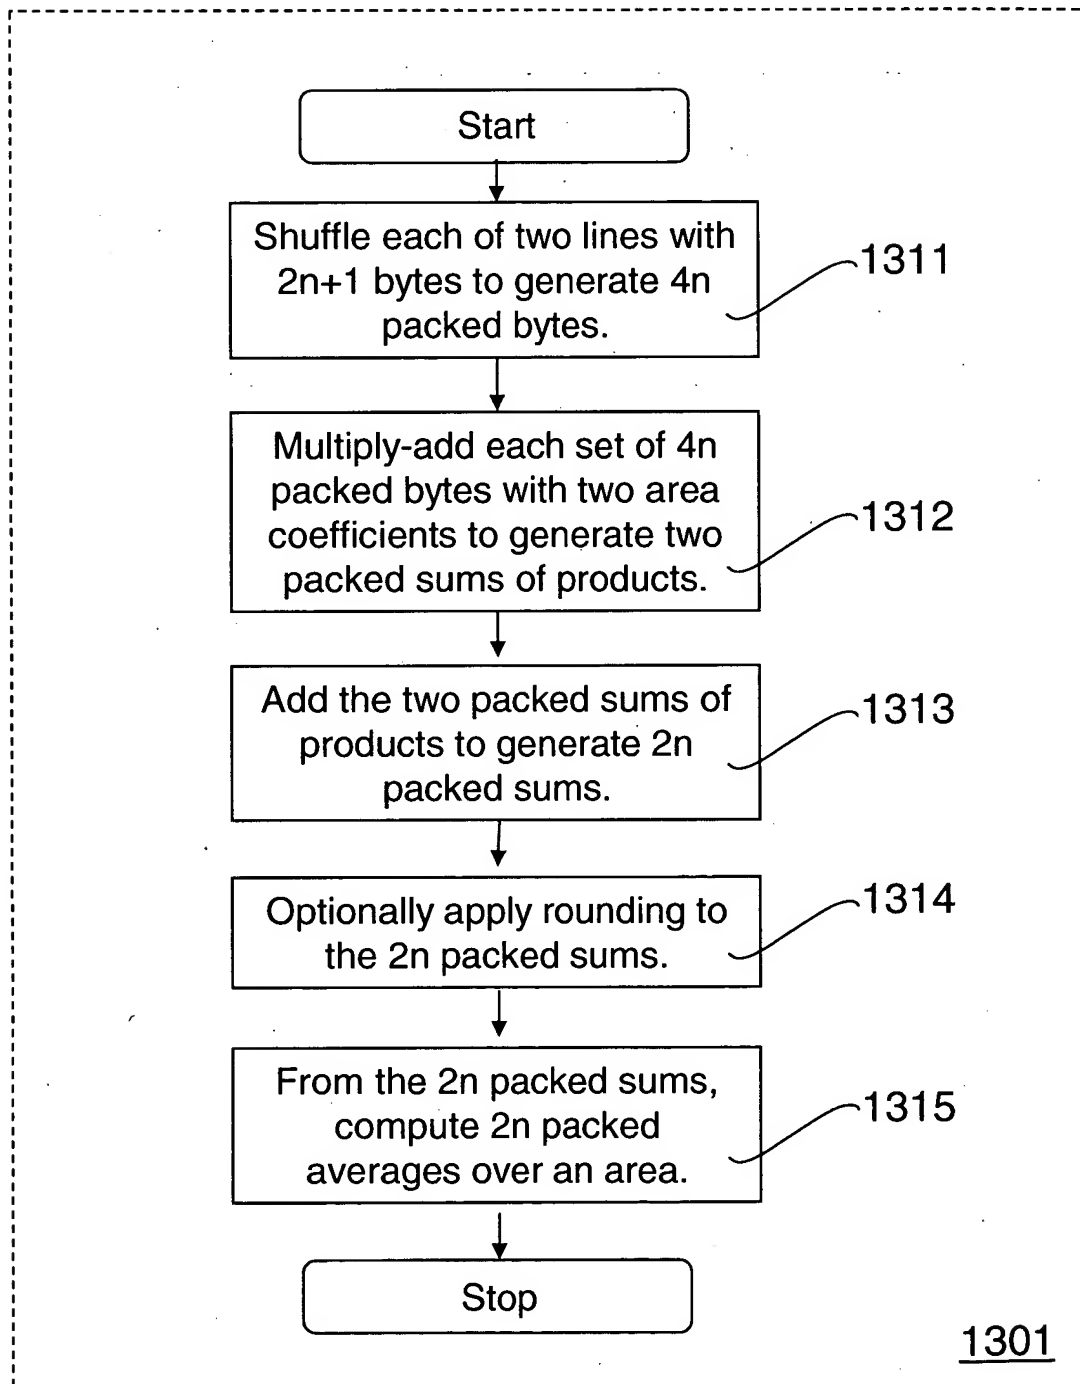 Start
Shuffle each of two lines with
2n+1 bytes to generate 4n
packed bytes.
1311
Multiply-add each set of 4n
packed bytes with two area
coefficients to generate two
packed sums of products.
1312
Add the two packed sums of
products to generate 2n
packed sums.
1313
Optionally apply rounding to
the 2n packed sums.
1314
From the 2n packed sums,
compute 2n packed
averages over an area.
1315
Stop
1301